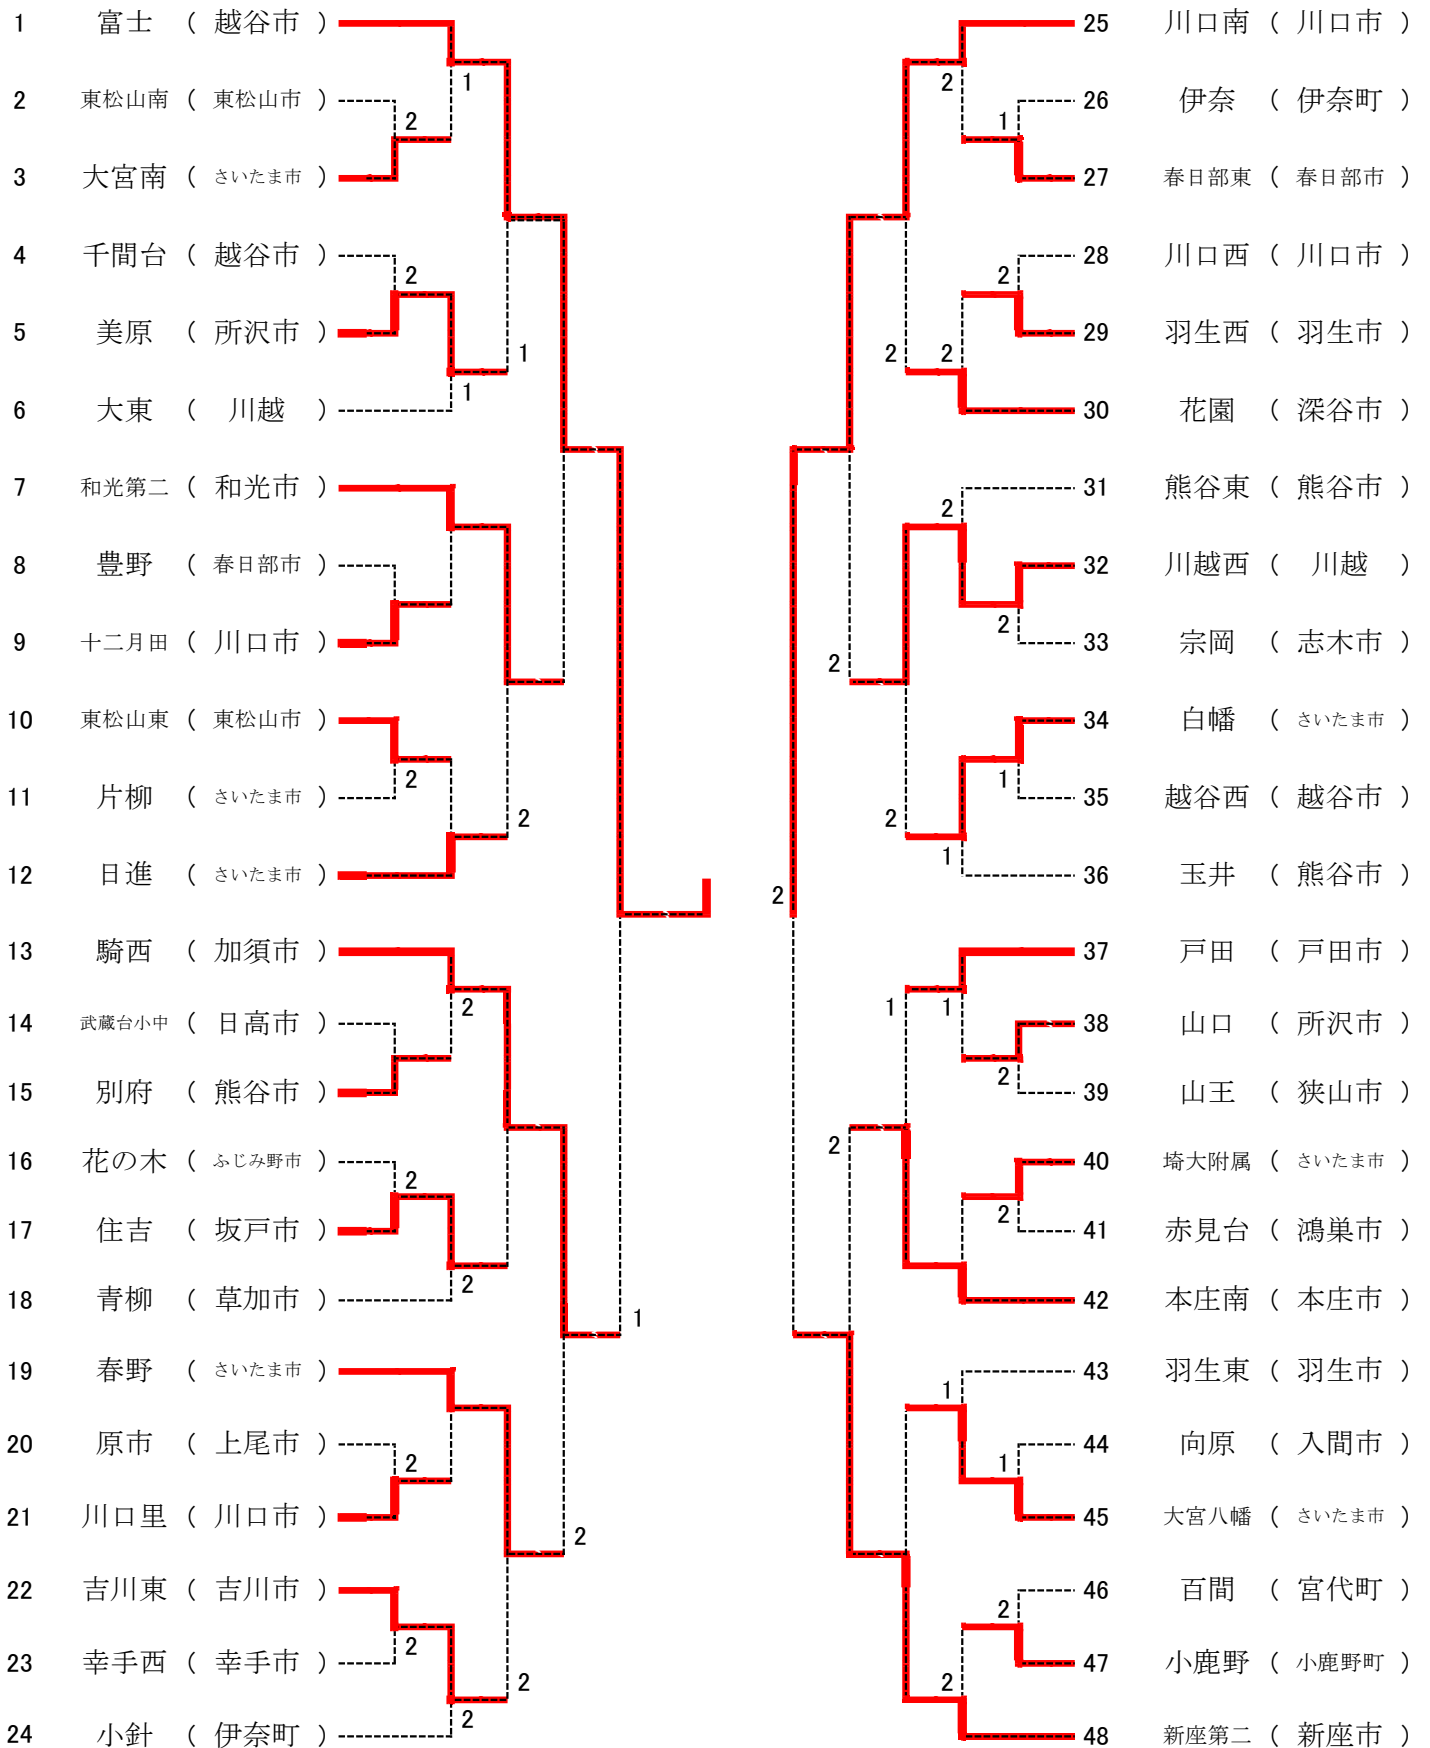 1 富士 ( 越谷市 ) 25 川口南 ( 川口市 )
1 2
2 東松山南 ( 東松山市 ) 26 伊奈 ( 伊奈町 )
2 1
3 大宮南 ( さいたま市 ) 27 春日部東 ( 春日部市 )
4 千間台 ( 越谷市 ) 28 川口西 ( 川口市 )
2 2
5 美原 ( 所沢市 ) 29 羽生西 ( 羽生市 )
1 2 2
1
6 大東 ( 川越 ) 30 花園 ( 深谷市 )
7 和光第二 ( 和光市 ) 31 熊谷東 ( 熊谷市 )
2
8 豊野 ( 春日部市 ) 32 川越西 ( 川越 )
2
9 十二月田 ( 川口市 ) 33 宗岡 ( 志木市 )
2
10 東松山東 ( 東松山市 ) 34 白幡 ( さいたま市 )
2 1
11 片柳 ( さいたま市 ) 35 越谷西 ( 越谷市 )
2 2
1
12 日進 ( さいたま市 ) 36 玉井 ( 熊谷市 )
2
13 騎西 ( 加須市 ) 37 戸田 ( 戸田市 )
2 1 1
14 武蔵台小中 ( 日高市 ) 38 山口 ( 所沢市 )
2
15 別府 ( 熊谷市 ) 39 山王 ( 狭山市 )
2
16 花の木 ( ふじみ野市 ) 40 埼大附属 ( さいたま市 )
2 2
17 住吉 ( 坂戸市 ) 41 赤見台 ( 鴻巣市 )
2
18 青柳 ( 草加市 ) 42 本庄南 ( 本庄市 )
1
19 春野 ( さいたま市 ) 43 羽生東 ( 羽生市 )
1
20 原市 ( 上尾市 ) 44 向原 ( 入間市 )
2 1
21 川口里 ( 川口市 ) 45 大宮八幡 ( さいたま市 )
2
22 吉川東 ( 吉川市 ) 46 百間 ( 宮代町 )
2
2
23 幸手西 ( 幸手市 ) 47 小鹿野 ( 小鹿野町 )
2 2
2
24 小針 ( 伊奈町 ) 48 新座第二 ( 新座市 )